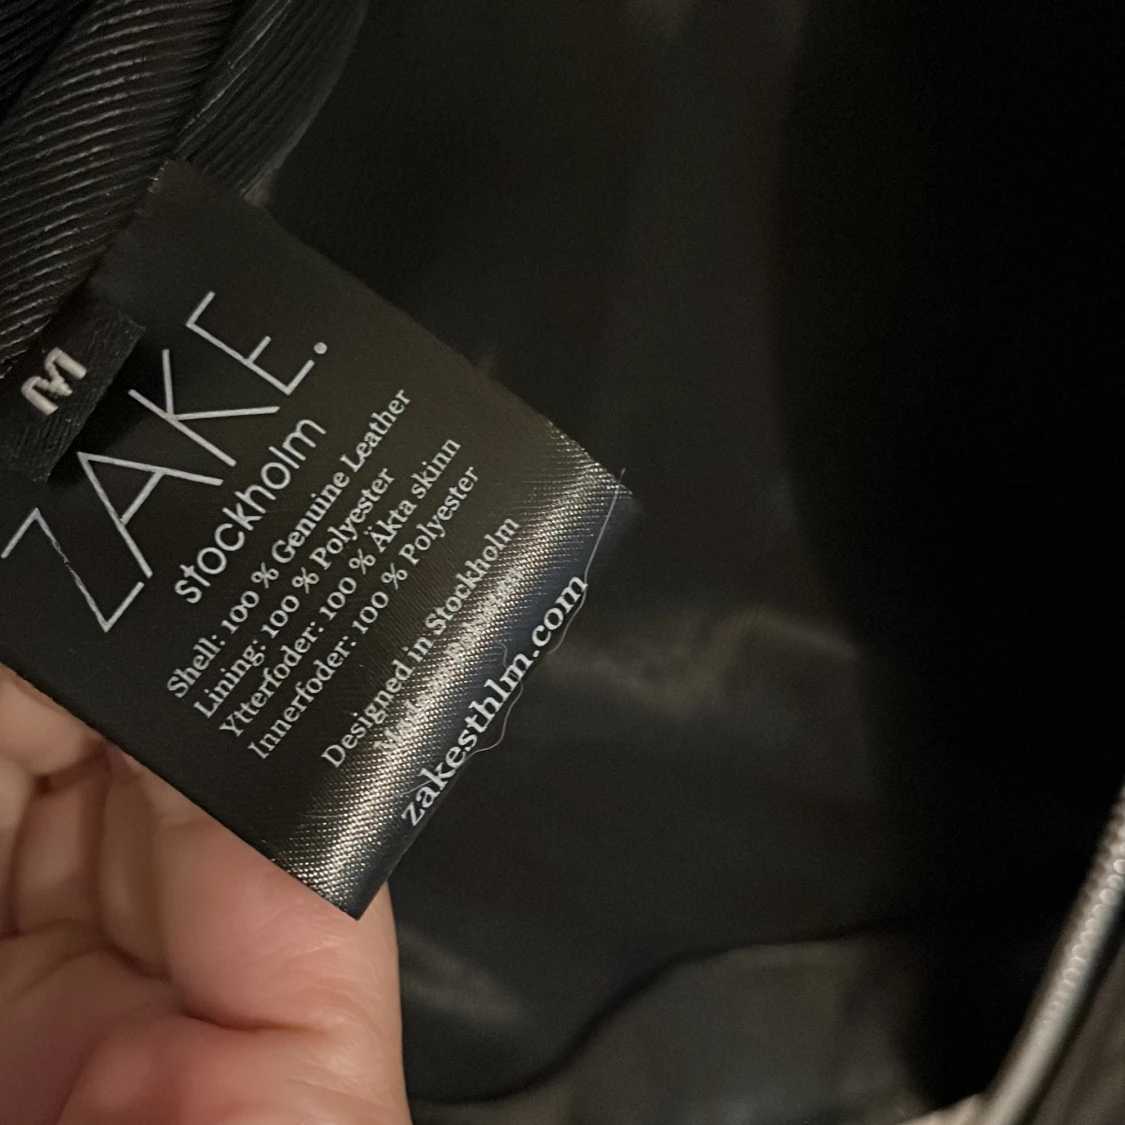 M
ZAKE.
stockholm
Shell: 100 % Genuine Leather
Lining: 100 % Polyester
Ytterfoder: 100 % Äkta skinn
Innerfoder: 100 % Polyester
Designed in Stockholm
zakesthlm.com